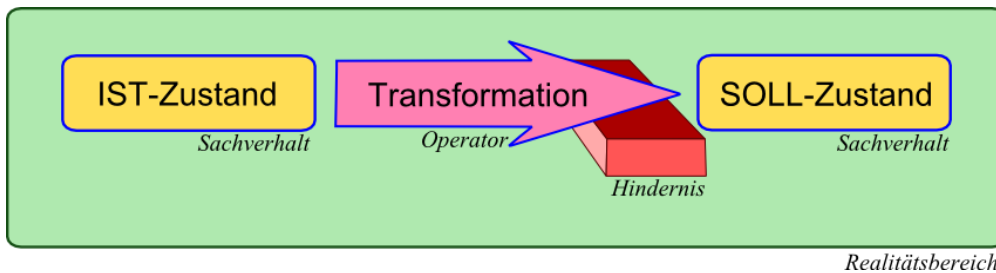 IST-Zustand
Transformation
SOLL-Zustand
Sachverhalt
Operator
Sachverhalt
Hindernis
Realitätsbereich